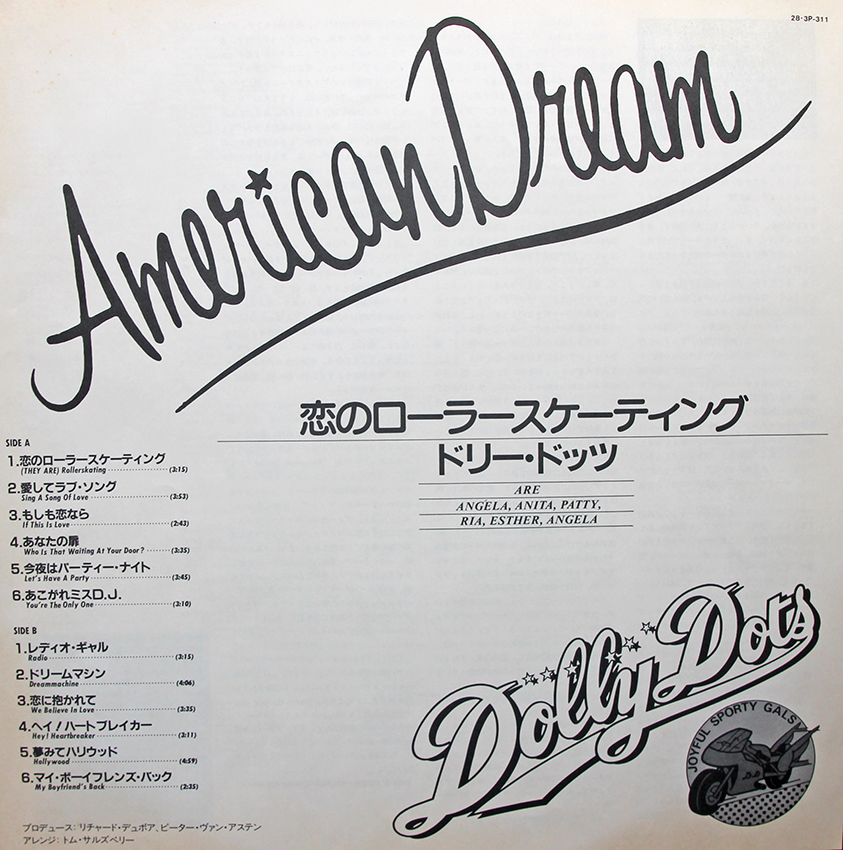 28・3P-311
American Dream
恋のローラースケーティング
ドリー・ドッツ
ARE
ANGELA, ANITA, PATTY,
RIA, ESTHER, ANGELA
SIDE A
1.恋のローラースケーティング
(THEY ARE) Rollerskating (3:15)
2.愛してラブ・ソング
Sing A Song Of Love (3:53)
3.もしも恋なら
If This Is Love (2:43)
4.あなたの扉
Who Is That Waiting At Your Door? (3:35)
5.今夜はパーティー・ナイト
Let's Have A Party (3:45)
6.あこがれミスD.J.
You're The Only One (3:10)
SIDE B
1.レディオ・ギャル
Radio (3:15)
2.ドリームマシン
Dreammachine (4:06)
3.恋に抱かれて
We Believe In Love (3:35)
4.ヘイ!ハートブレイカー
Hey! Heartbreaker (3:11)
5.夢みてハリウッド
Hollywood (4:59)
6.マイ・ボーイフレンズ・バック
My Boyfriend's Back (2:35)
プロデュース:リチャード・デュボア、ピーター・ヴァン・アステン
アレンジ:トム・サルズベリー
Dolly Dots
JOYFUL SPORTY GALS!